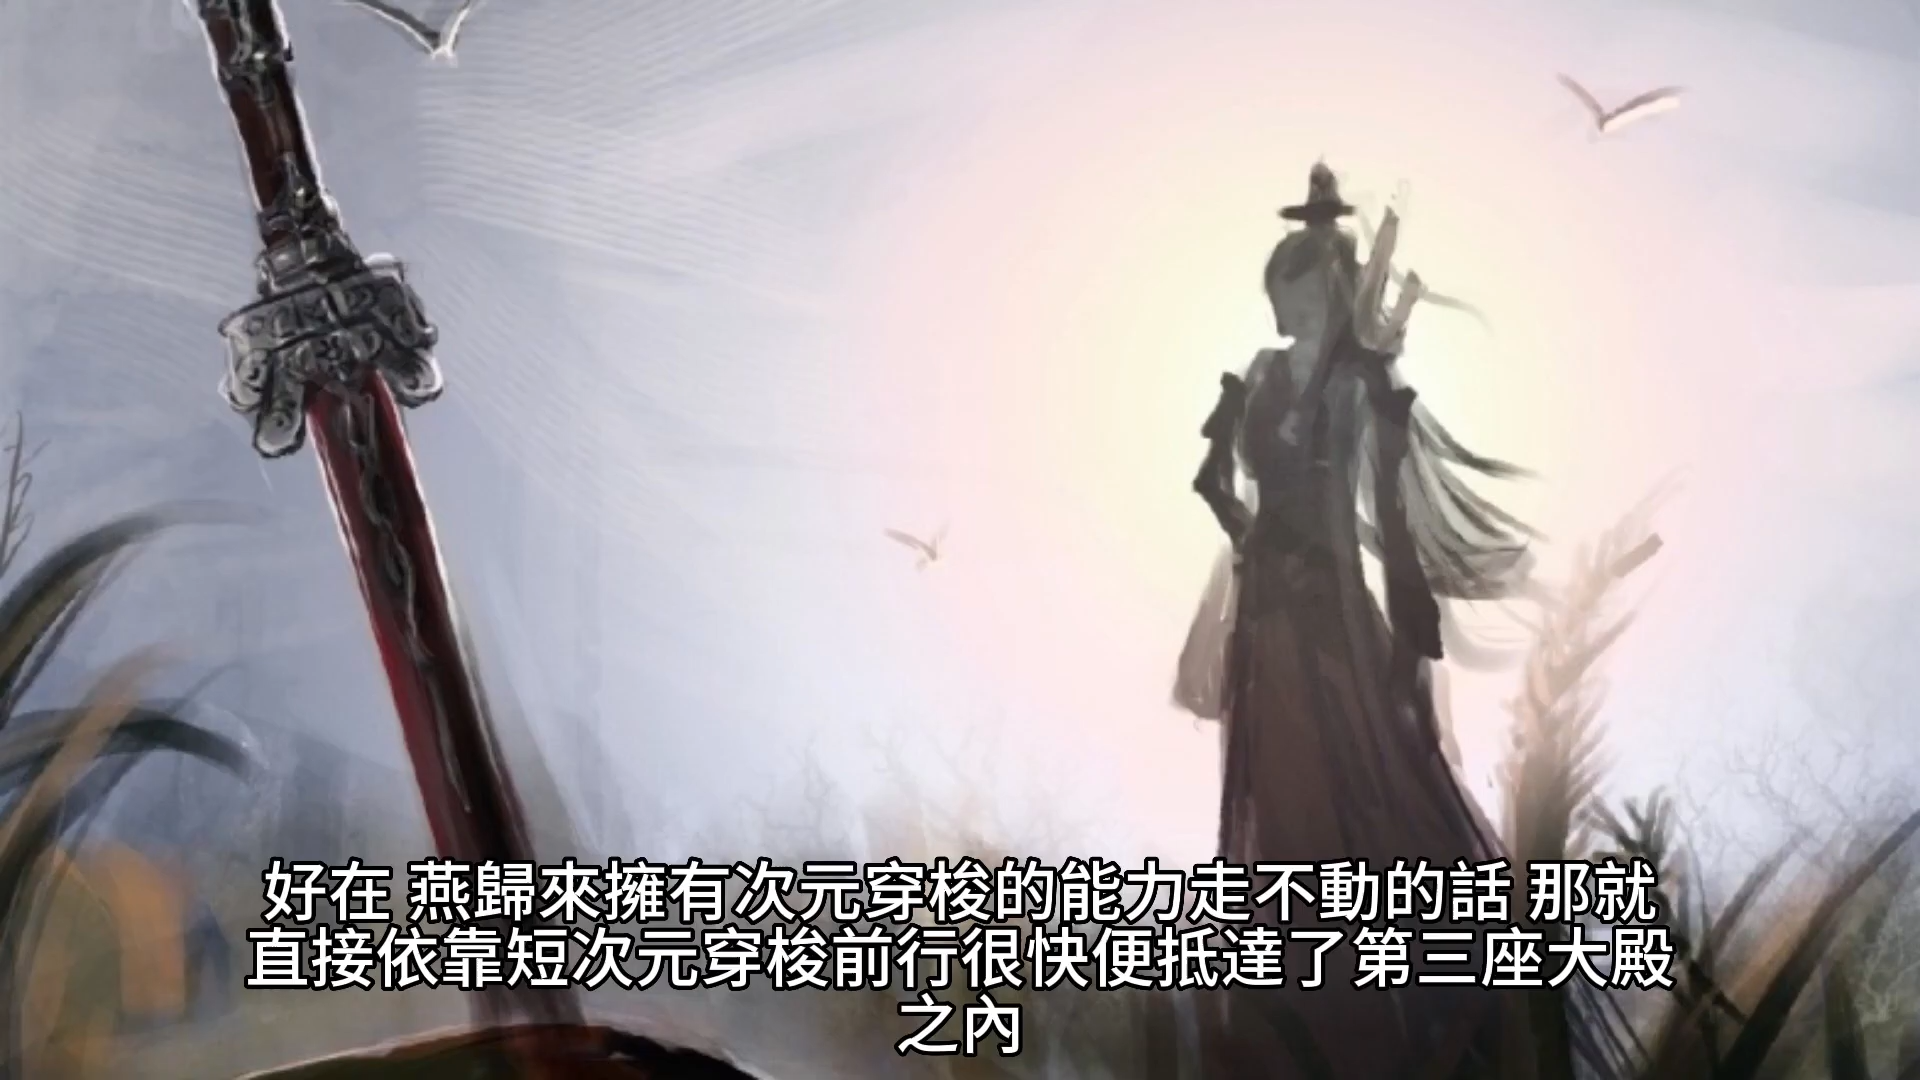 好在 燕歸來擁有次元穿梭的能力走不動的話 那就
直接依靠短次元穿梭前行很快便抵達了第三座大殿
之內